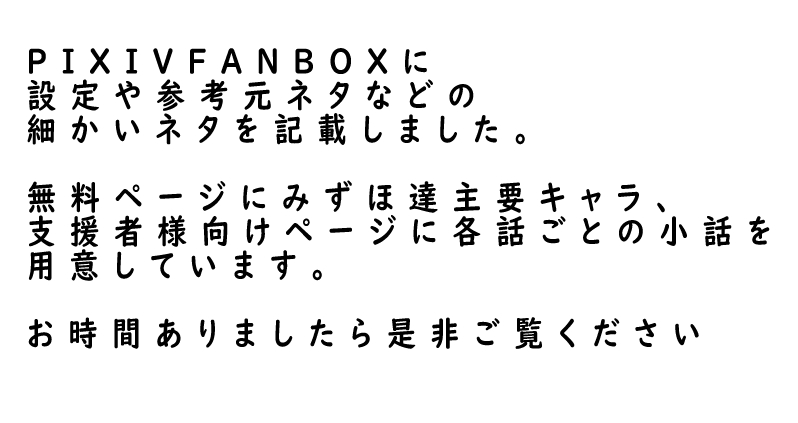 PIXIVFANBOXに
設定や参考元ネタなどの
細かいネタを記載しました。
無料ページにみずほ達主要キャラ、
支援者様向けページに各話ごとの小話を
用意しています。
お時間ありましたら是非ご覧ください